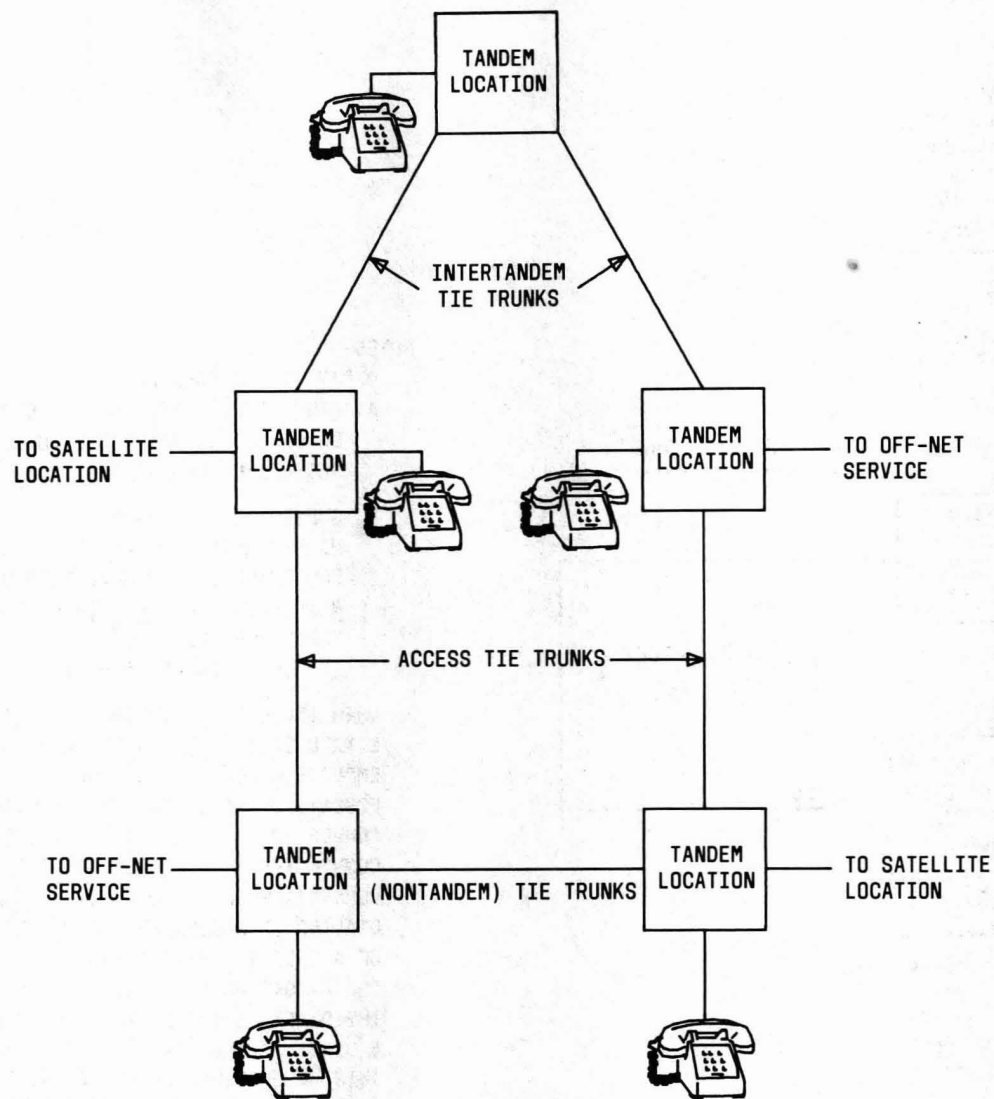 TANDEM
LOCATION
INTERTANDEM
TIE TRUNKS
TO SATELLITE
LOCATION
TANDEM
LOCATION
TANDEM
LOCATION
TO OFF-NET
SERVICE
ACCESS TIE TRUNKS
TO OFF-NET
SERVICE
TANDEM
LOCATION
(NONTANDEM) TIE TRUNKS
TANDEM
LOCATION
TO SATELLITE
LOCATION